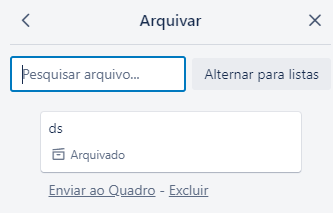 Arquivar
Pesquisar arquivo...
Alternar para listas
ds
Arquivado
Enviar ao Quadro - Excluir